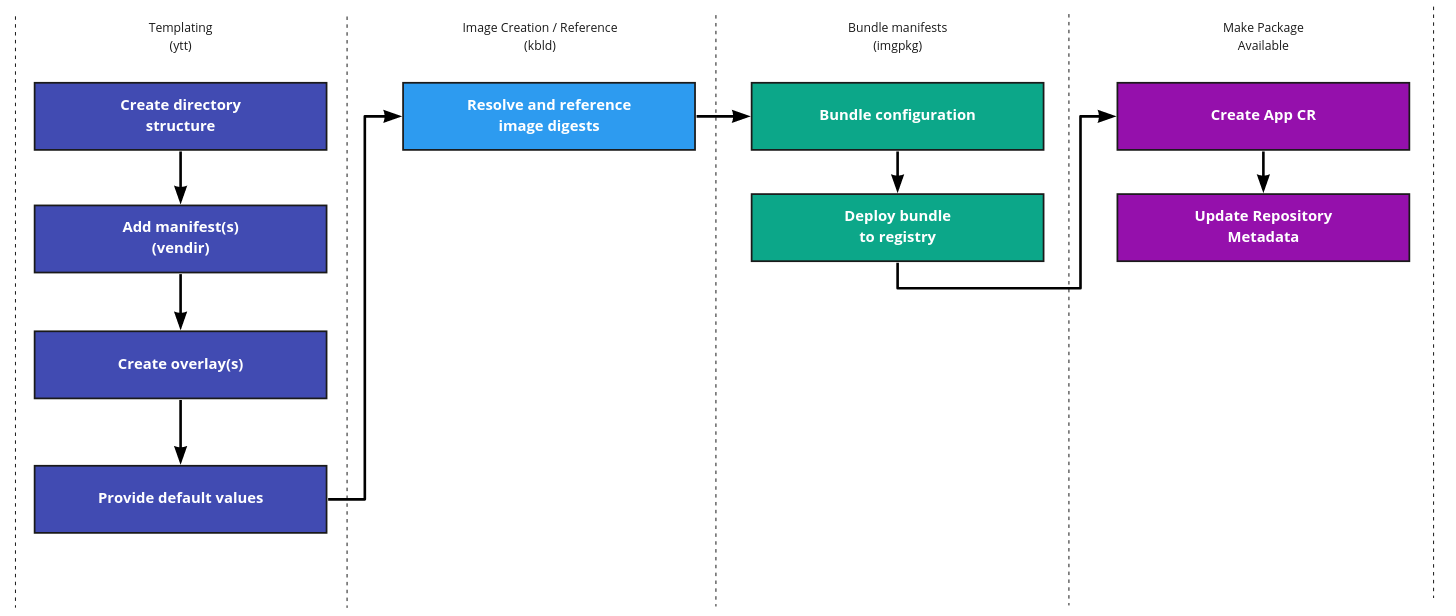 Templating
(ytt)
Create directory
structure
Add manifest(s)
(vendir)
Create overlay(s)
Provide default values
Image Creation / Reference
(kbld)
Resolve and reference
image digests
Bundle manifests
(imgpkg)
Bundle configuration
Deploy bundle
to registry
Make Package
Available
Create App CR
Update Repository
Metadata